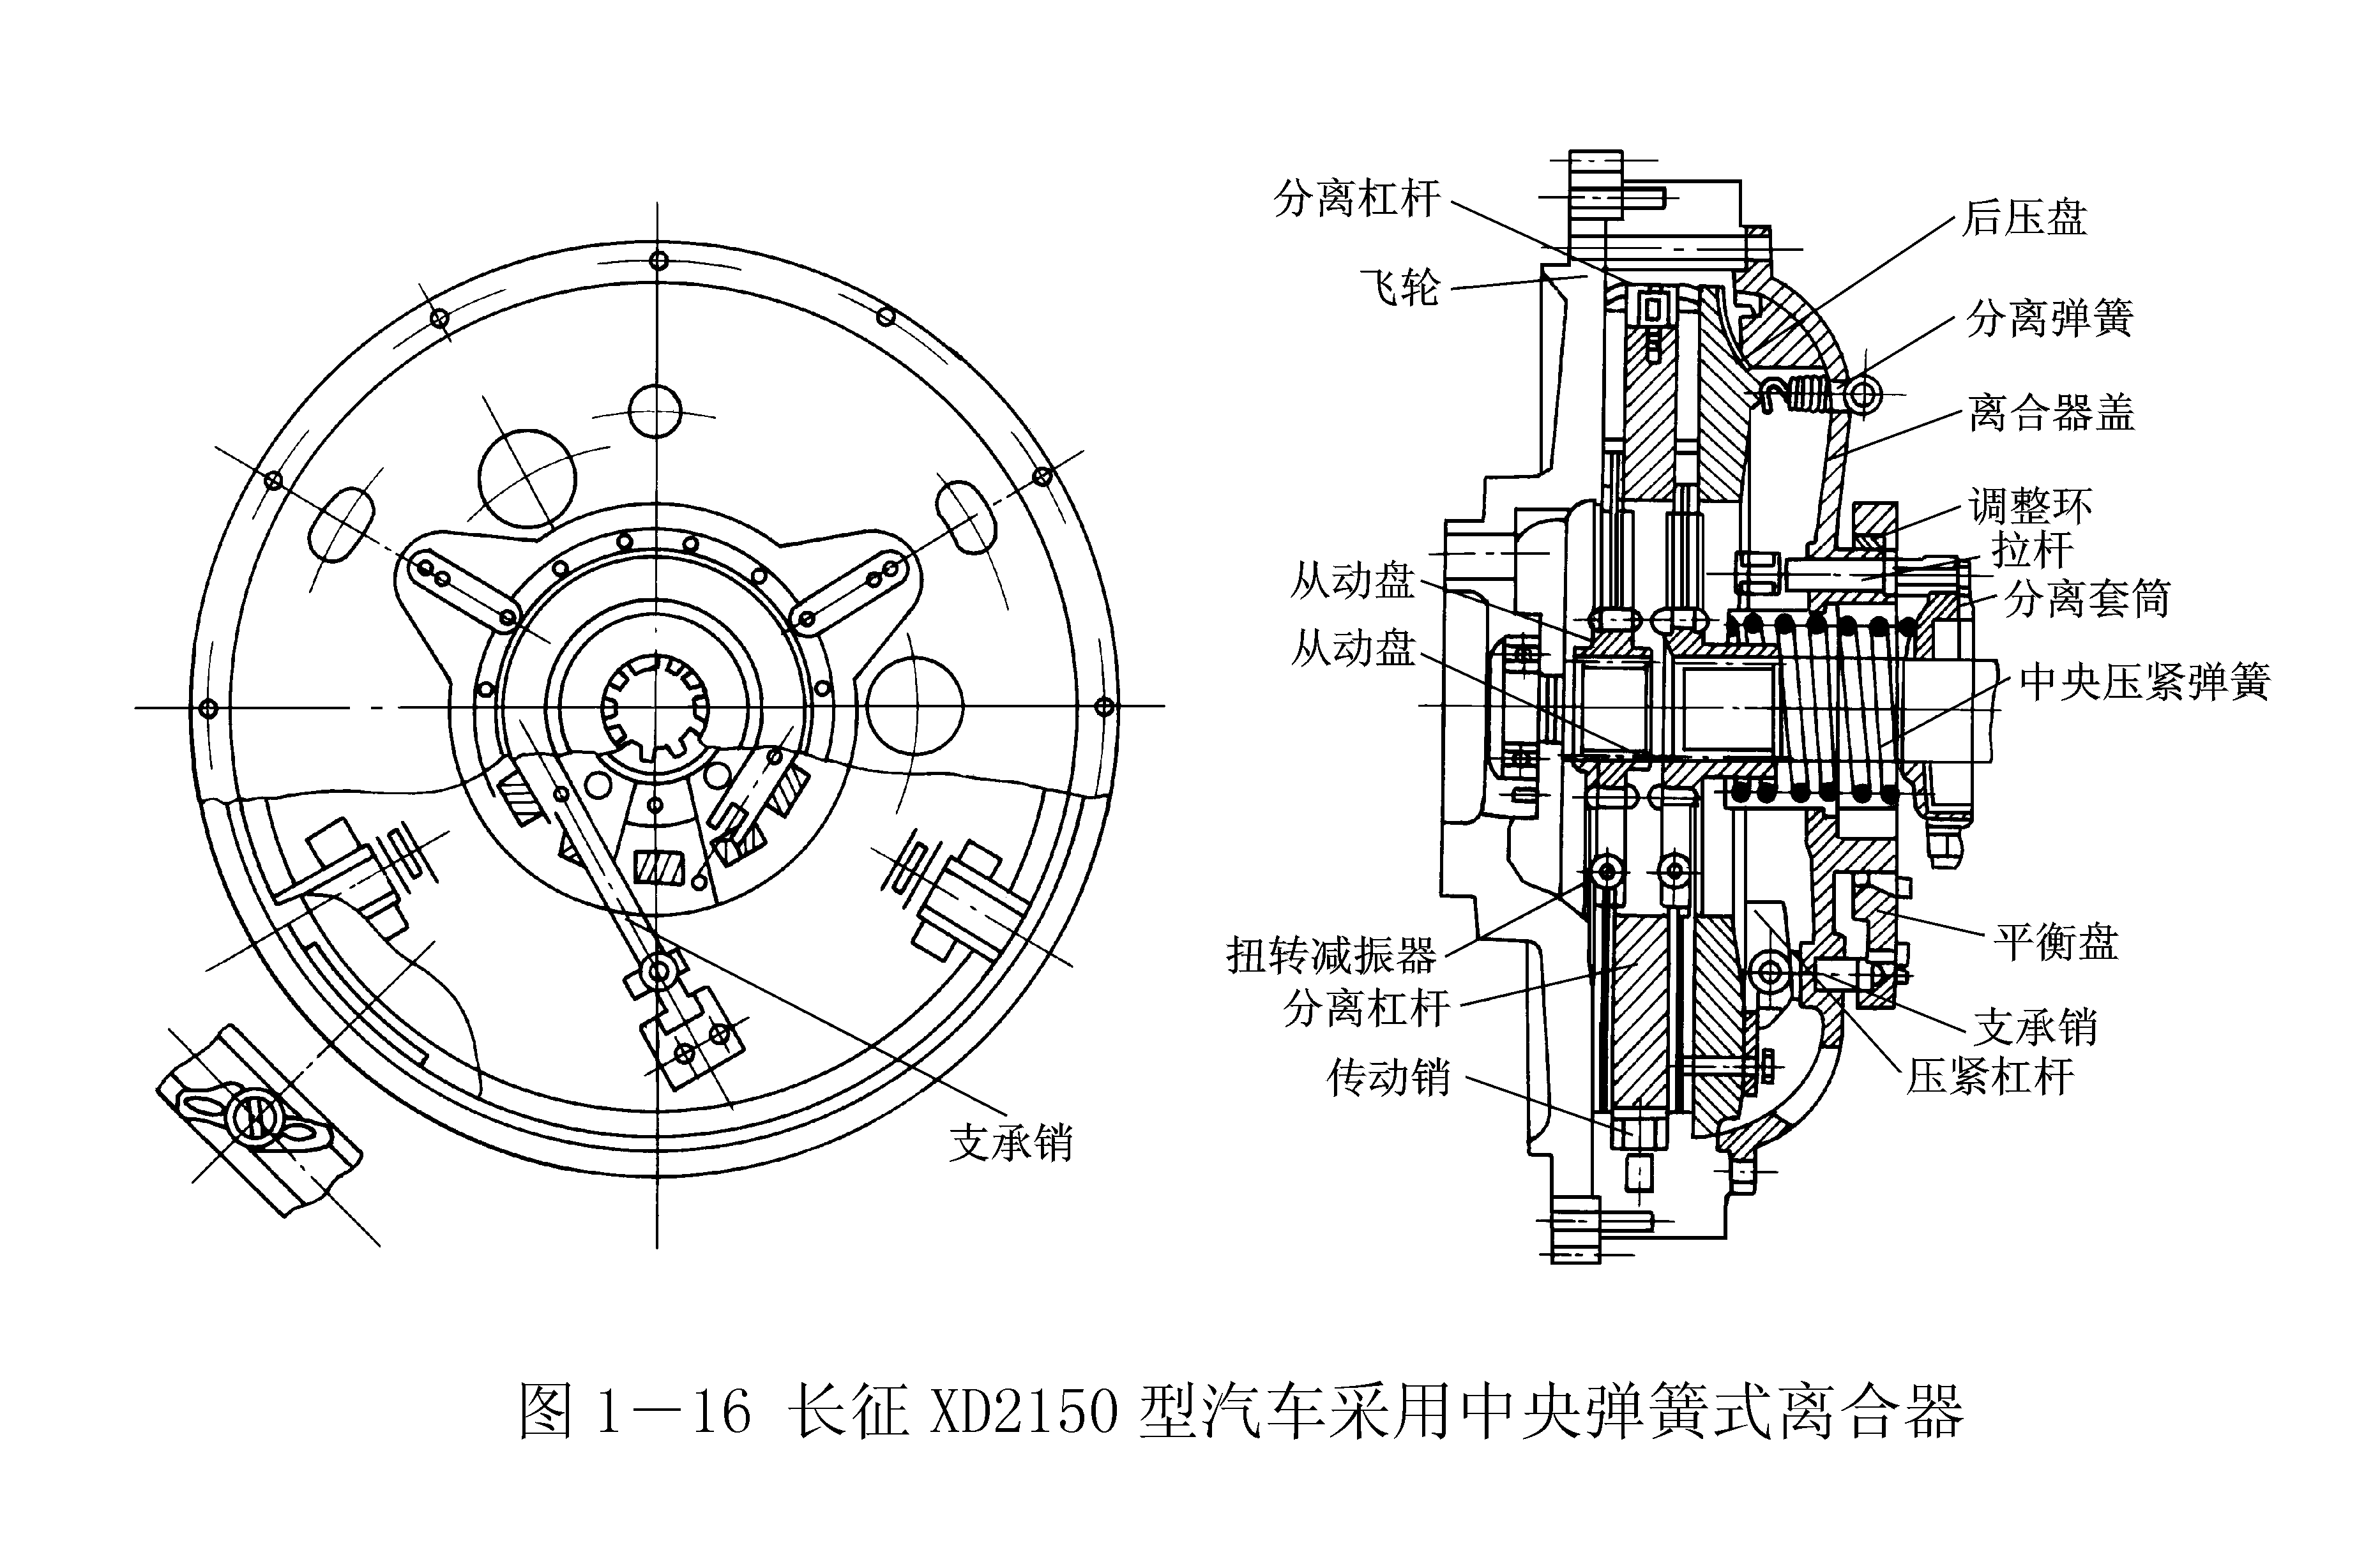 分离杠杆
飞轮
从动盘
从动盘
扭转减振器
分离杠杆
传动销
后压盘
分离弹簧
离合器盖
调整环
拉杆
分离套筒
中央压紧弹簧
平衡盘
支承销
压紧杠杆
支承销
图1－16 长征 XD2150 型汽车采用中央弹簧式离合器